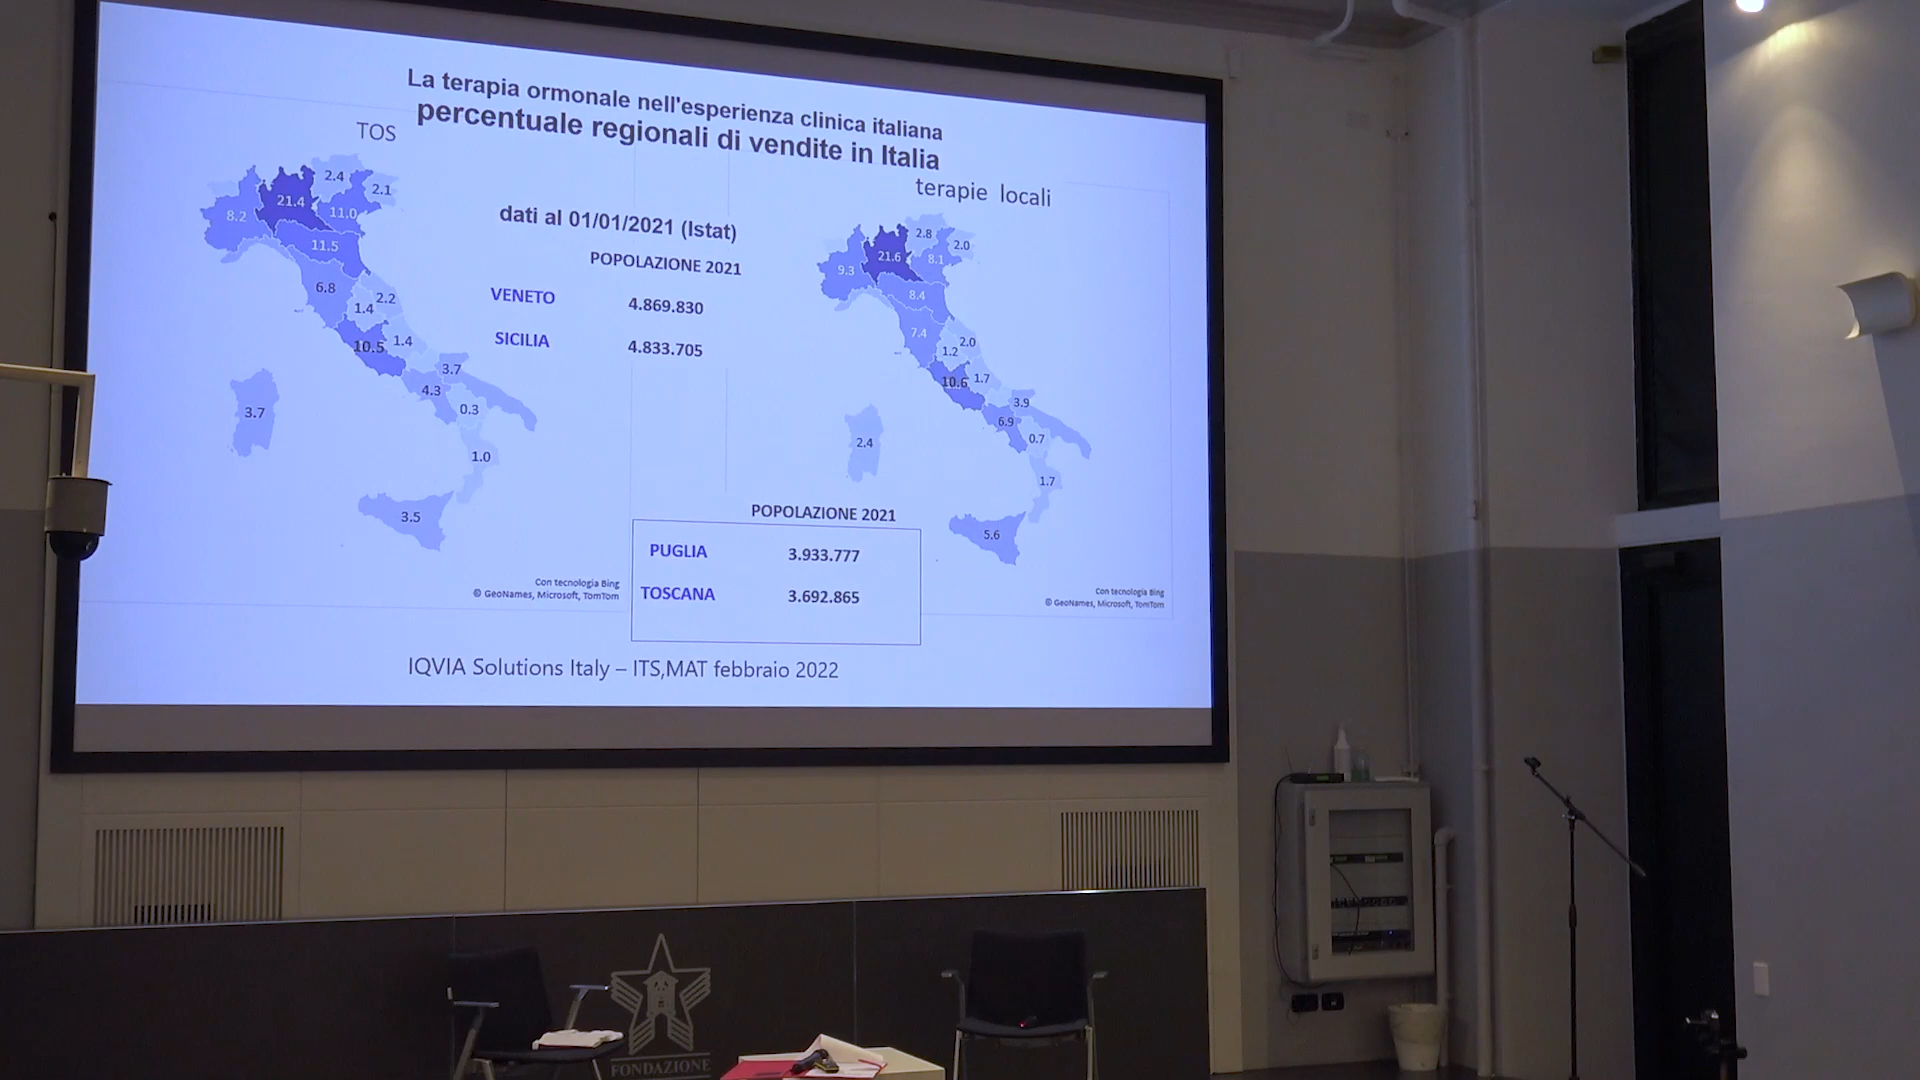 La terapia ormonale nell'esperienza clinica italiana
percentuale regionali di vendite in Italia
TOS
2.4
2.1
21.4
8.2
11.0
11.5
6.8
2.2
1.4
1.4
10.5
3.7
4.3
0.3
3.7
1.0
3.5
Con tecnologia Bing
© GeoNames, Microsoft, TomTom
dati al 01/01/2021 (Istat)
POPOLAZIONE 2021
VENETO 4.869.830
SICILIA 4.833.705
terapie locali
2.8
2.0
21.6
8.1
9.3
8.4
7.4
2.0
1.2
1.7
10.6
3.9
6.9
0.7
2.4
1.7
5.6
Con tecnologia Bing
© GeoNames, Microsoft, TomTom
POPOLAZIONE 2021
PUGLIA 3.933.777
TOSCANA 3.692.865
IQVIA Solutions Italy – ITS,MAT febbraio 2022
FONDAZIONE